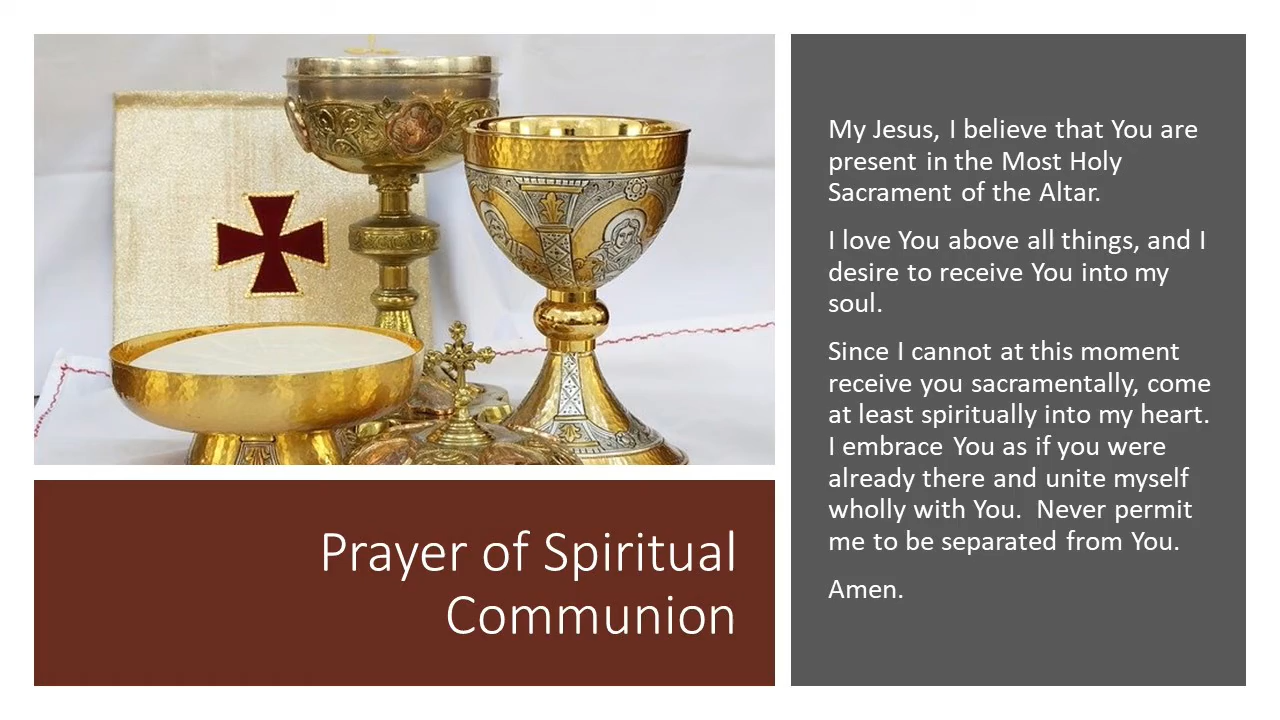 Prayer of Spiritual
Communion
My Jesus, I believe that You are
present in the Most Holy
Sacrament of the Altar.
I love You above all things, and I
desire to receive You into my
soul.
Since I cannot at this moment
receive you sacramentally, come
at least spiritually into my heart.
I embrace You as if you were
already there and unite myself
wholly with You.  Never permit
me to be separated from You.
Amen.